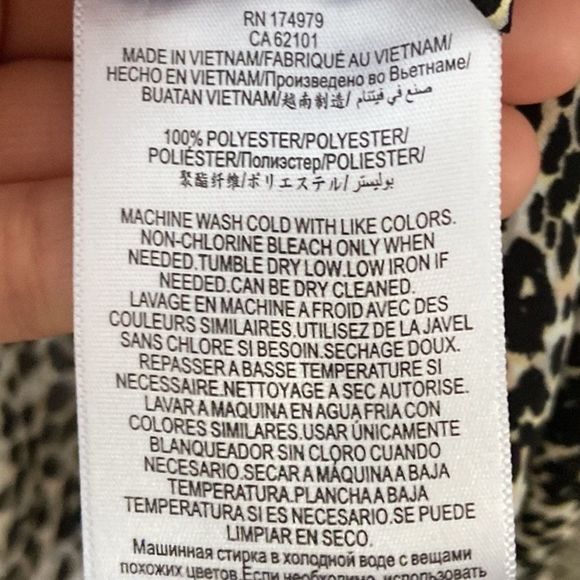 RN 174979
CA 62101
MADE IN VIETNAM/FABRIQUÉ AU VIETNAM/
HECHO EN VIETNAM/Произведено во Вьетнаме/
BUATAN VIETNAM/越南制造/ صنع في فيتنام
100% POLYESTER/POLYESTER/
POLIÉSTER/Полиэстер/POLIESTER/
聚酯纤维/ポリエステル/ بوليستر
MACHINE WASH COLD WITH LIKE COLORS.
NON-CHLORINE BLEACH ONLY WHEN
NEEDED.TUMBLE DRY LOW.LOW IRON IF
NEEDED.CAN BE DRY CLEANED.
LAVAGE EN MACHINE A FROID AVEC DES
COULEURS SIMILAIRES.UTILISEZ DE LA JAVEL
SANS CHLORE SI BESOIN.SECHAGE DOUX.
REPASSER A BASSE TEMPERATURE SI
NECESSAIRE.NETTOYAGE A SEC AUTORISE.
LAVAR A MAQUINA EN AGUA FRIA CON
COLORES SIMILARES.USAR ÚNICAMENTE
BLANQUEADOR SIN CLORO CUANDO
NECESARIO.SECAR A MÁQUINA A BAJA
TEMPERATURA.PLANCHA A BAJA
TEMPERATURA SI ES NECESARIO.SE PUEDE
LIMPIAR EN SECO.
Машинная стирка в холодной воде с вещами
похожих цветов.Если необходимо, использовать